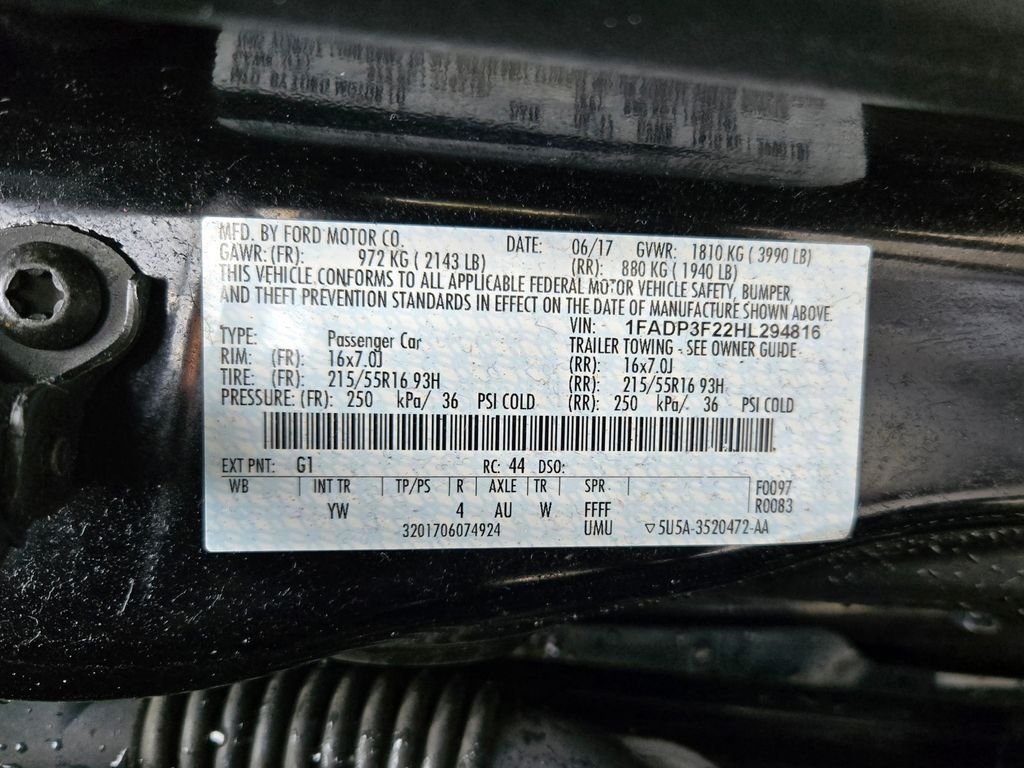 MFD. BY FORD MOTOR CO. DATE: 06/17 GVWR: 1810 KG ( 3990 LB)
GAWR: (FR): 972 KG ( 2143 LB) (RR): 880 KG ( 1940 LB)
THIS VEHICLE CONFORMS TO ALL APPLICABLE FEDERAL MOTOR VEHICLE SAFETY, BUMPER,
AND THEFT PREVENTION STANDARDS IN EFFECT ON THE DATE OF MANUFACTURE SHOWN ABOVE.
VIN: 1FADP3F22HL294816
TYPE: Passenger Car TRAILER TOWING - SEE OWNER GUIDE
RIM: (FR): 16x7.0J (RR): 16x7.0J
TIRE: (FR): 215/55R16 93H (RR): 215/55R16 93H
PRESSURE: (FR): 250 kPa/ 36 PSI COLD (RR): 250 kPa/ 36 PSI COLD
EXT PNT: G1 RC: 44 DSO:
WB INT TR TP/PS R AXLE TR SPR F0097
YW 4 AU W FFFF R0083
3201706074924 UMU ▽5U5A-3520472-AA